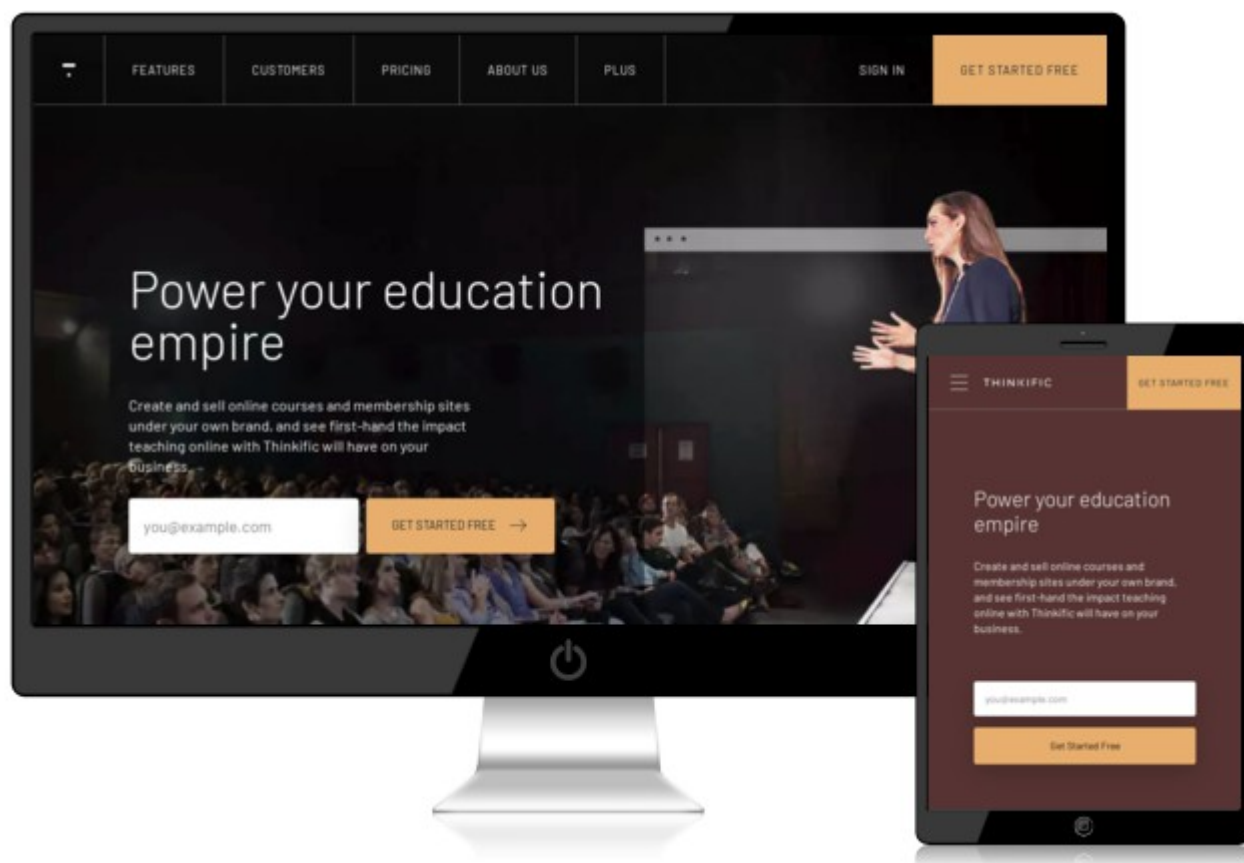 FEATURES
CUSTOMERS
PRICING
ABOUT US
PLUS
SIGN IN
GET STARTED FREE
Power your education
empire
Create and sell online courses and membership sites
under your own brand, and see first-hand the impact
teaching online with Thinkific will have on your
business.
you@example.com
GET STARTED FREE
THINKIFIC
GET STARTED FREE
Power your education
empire
Create and sell online courses and
membership sites under your own brand,
and see first-hand the impact teaching
online with Thinkific will have on your
business.
you@example.com
Get Started Free